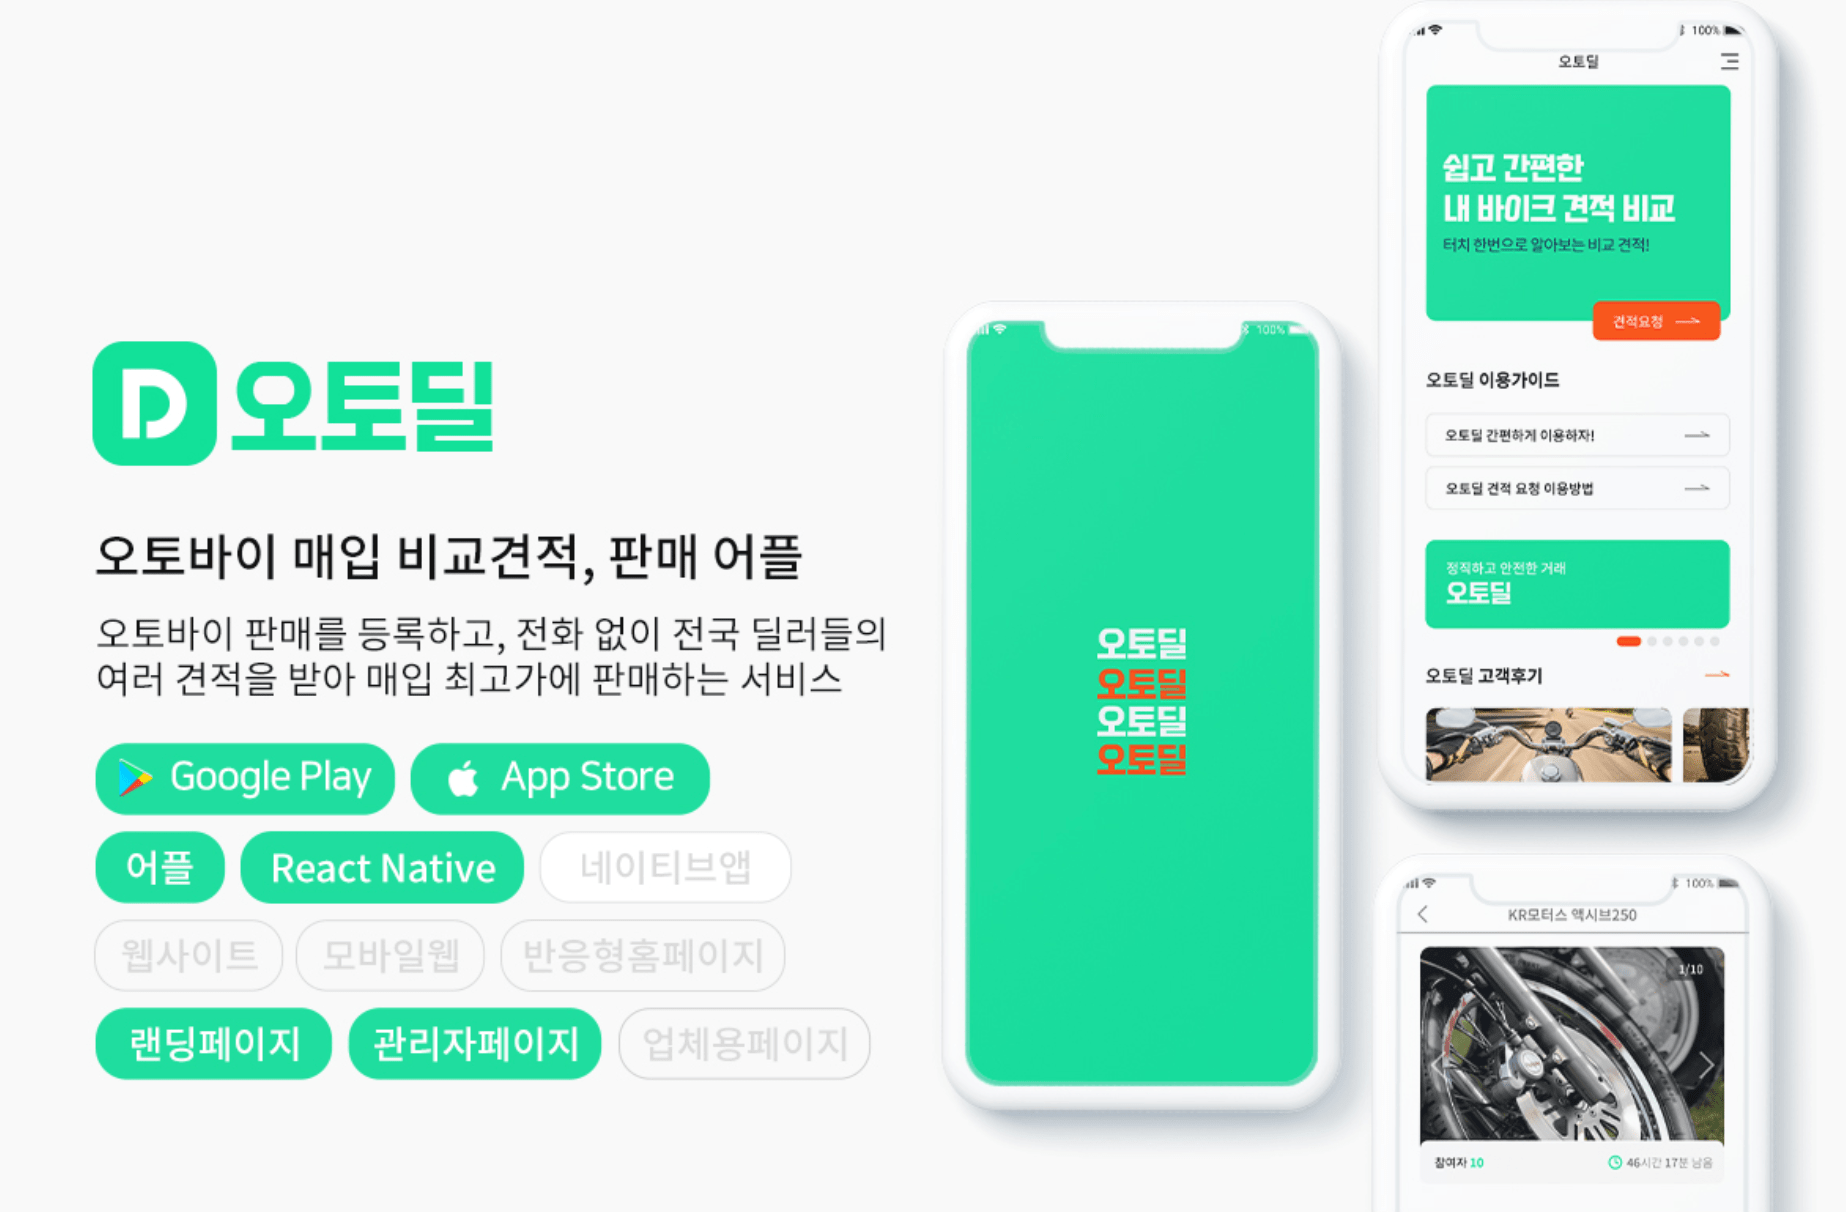 D 오토딜
오토바이 매입 비교견적, 판매 어플
오토바이 판매를 등록하고, 전화 없이 전국 딜러들의
여러 견적을 받아 매입 최고가에 판매하는 서비스
Google Play
App Store
어플
React Native
네이티브앱
웹사이트
모바일웹
반응형홈페이지
랜딩페이지
관리자페이지
업체용페이지
100%
오토딜
오토딜
오토딜
오토딜
100%
오토딜
쉽고 간편한
내 바이크 견적 비교
터치 한번으로 알아보는 비교 견적!
견적요청
오토딜 이용가이드
오토딜 간편하게 이용하자!
오토딜 견적 요청 이용방법
정직하고 안전한 거래
오토딜
오토딜 고객후기
100%
KR모터스 액시브250
1/10
참여자 10
46시간 17분 남음